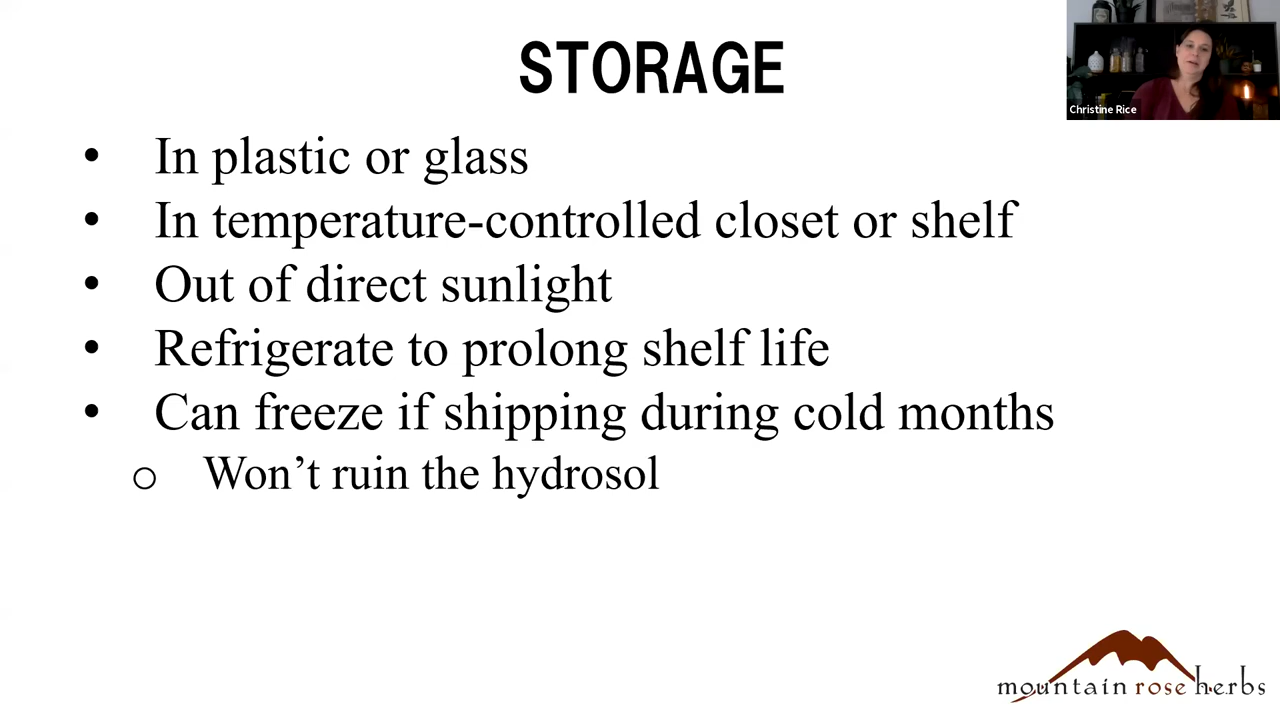 STORAGE
Christine Rice
• In plastic or glass
• In temperature-controlled closet or shelf
• Out of direct sunlight
• Refrigerate to prolong shelf life
• Can freeze if shipping during cold months
o Won’t ruin the hydrosol
mountain rose herbs